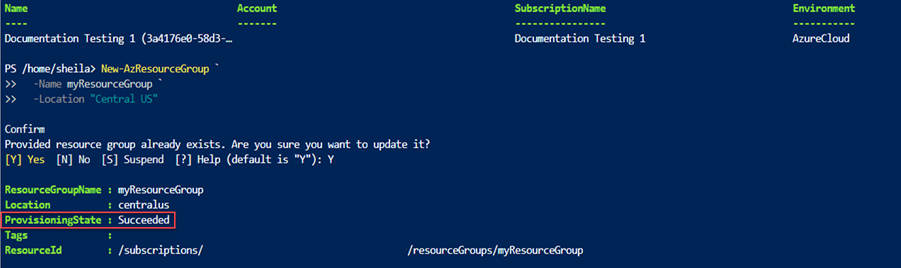 Name Account SubscriptionName Environment
---- ------- ---------------- -----------
Documentation Testing 1 (3a4176e0-58d3-… Documentation Testing 1 AzureCloud
PS /home/sheila> New-AzResourceGroup `
>> -Name myResourceGroup `
>> -Location "Central US"
Confirm
Provided resource group already exists. Are you sure you want to update it?
[Y] Yes [N] No [S] Suspend [?] Help (default is "Y"): Y
ResourceGroupName : myResourceGroup
Location : centralus
ProvisioningState : Succeeded
Tags :
ResourceId : /subscriptions/ /resourceGroups/myResourceGroup